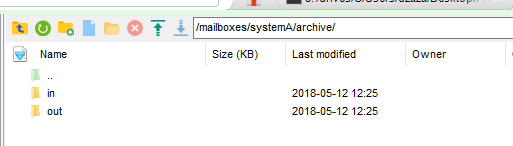 /mailboxes/systemA/archive/
Name Size (KB) Last modified Owner
..
in 2018-05-12 12:25
out 2018-05-12 12:25